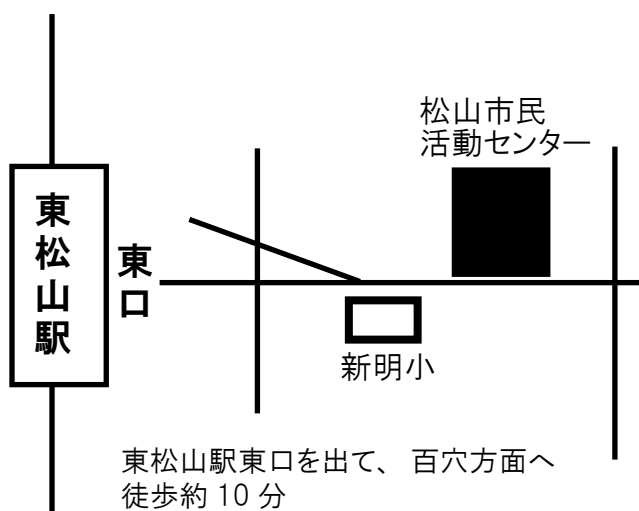 松山市民
活動センター
東松山駅
東口
新明小
東松山駅東口を出て、 百穴方面へ
徒歩約 10 分